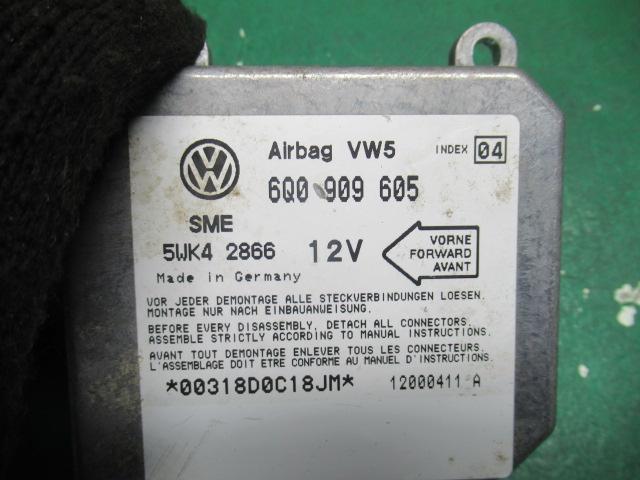 VW
Airbag VW5 INDEX 04
6Q0 909 605
SME
5WK4 2866 12V
VORNE
FORWARD
AVANT
Made in Germany
VOR JEDER DEMONTAGE ALLE STECKVERBINDUNGEN LOESEN.
MONTAGE NUR NACH EINBAUANWEISUNG.
BEFORE EVERY DISASSEMBLY, DETACH ALL CONNECTORS.
ASSEMBLE STRICTLY ACCORDING TO MANUAL INSTRUCTIONS.
AVANT TOUT DEMONTAGE ENLEVER TOUS LES CONNECTEURS.
L'ASSEMBLAGE DOIT ETRE CONFORME AU MANUEL D'INSTRUCTIONS
*00318D0C18JM* 12000411 A